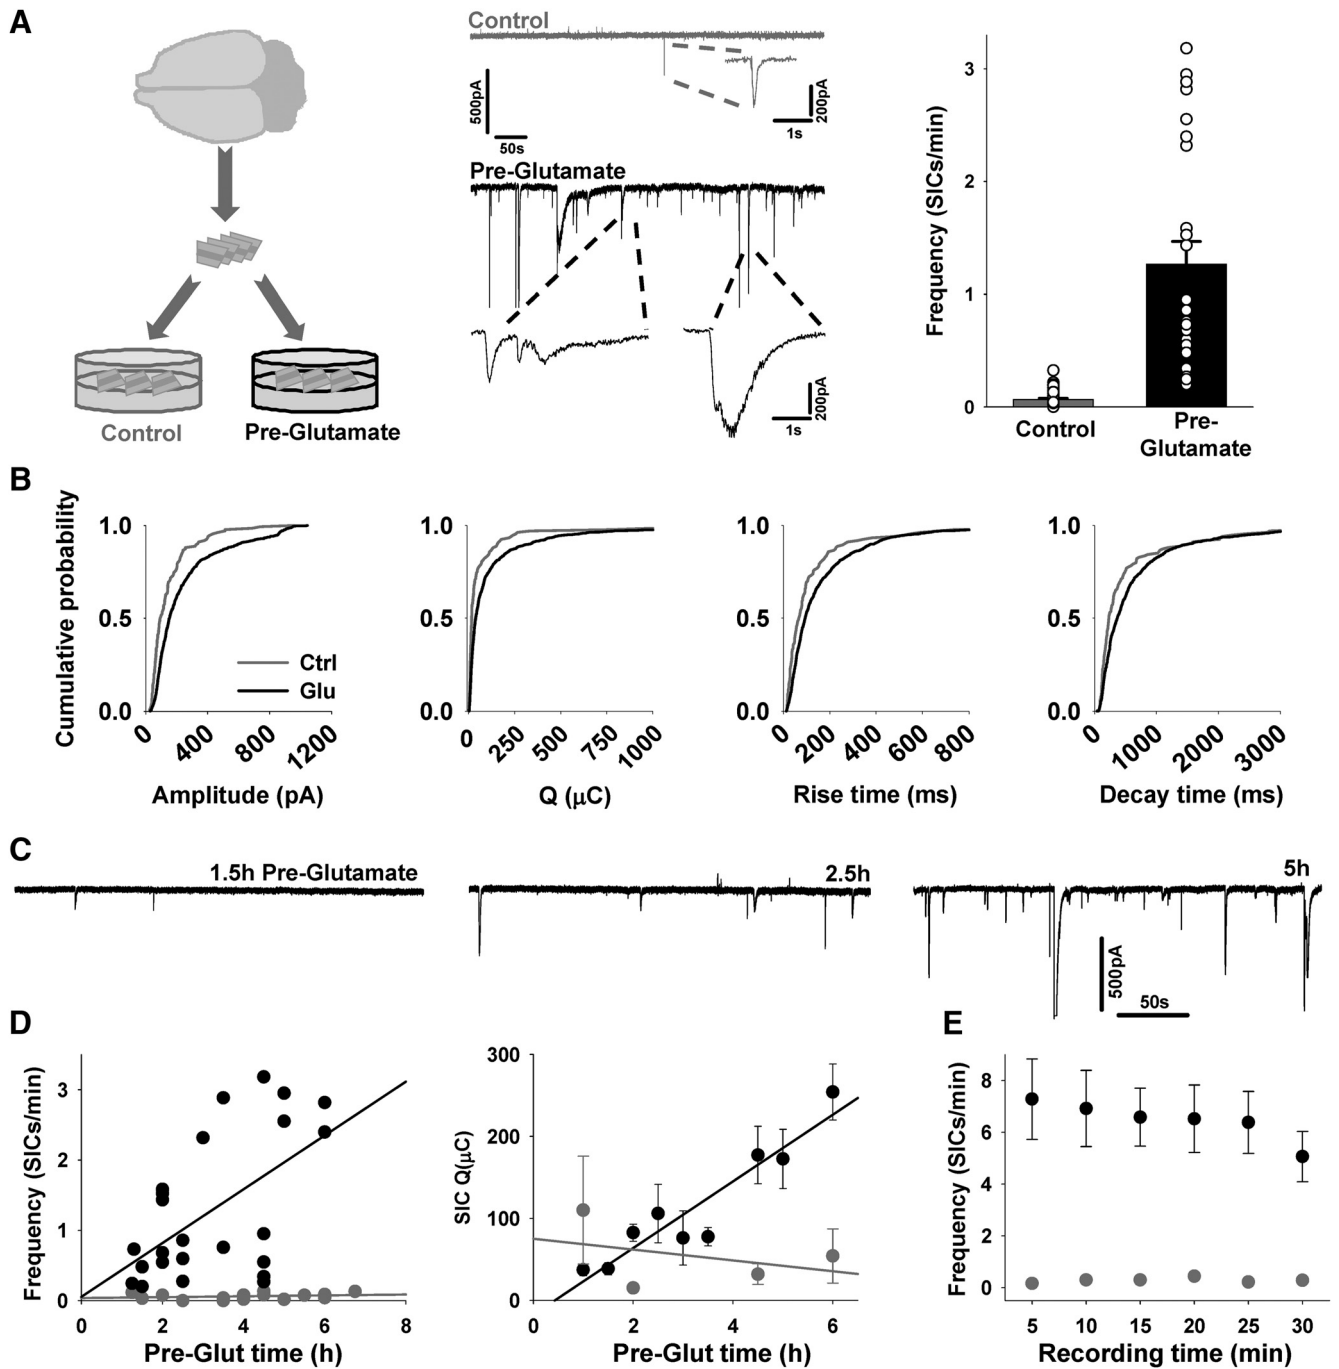 A
Control
Pre-Glutamate
Control
500pA
50s
200pA
1s
Pre-Glutamate
200pA
1s
Frequency (SICs/min)
3
2
1
0
Control
Pre-
Glutamate
B
Cumulative probability
1.0
0.5
0.0
Ctrl
Glu
0 400 800 1200
Amplitude (pA)
1.0
0.5
0.0
0 250 500 750 1000
Q (μC)
1.0
0.5
0.0
0 200 400 600 800
Rise time (ms)
1.0
0.5
0.0
0 1000 2000 3000
Decay time (ms)
C
1.5h Pre-Glutamate
2.5h
5h
500pA
50s
D
Frequency (SICs/min)
3
2
1
0
0 2 4 6 8
Pre-Glut time (h)
SIC Q(μC)
300
200
100
0
0 2 4 6
Pre-Glut time (h)
E
Frequency (SICs/min)
8
6
4
2
0
5 10 15 20 25 30
Recording time (min)